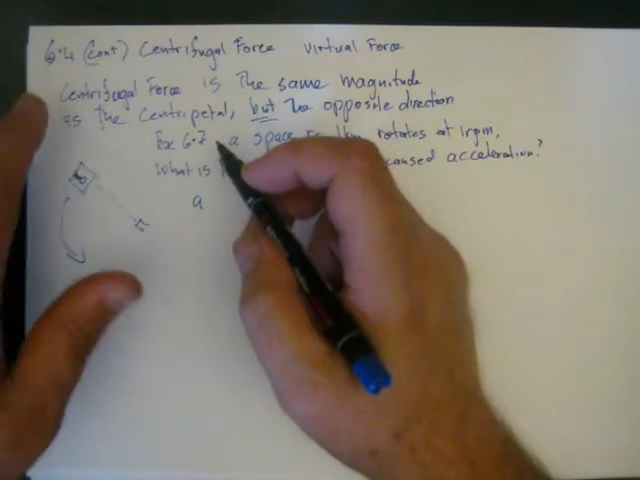 6.4 (cont) Centrifugal Force virtual Force
Centrifugal Force is the same magnitude
as the Centripetal, but the opposite direction
Ex 6.7 a space rotates at 1rpm.
What is caused acceleration?
a